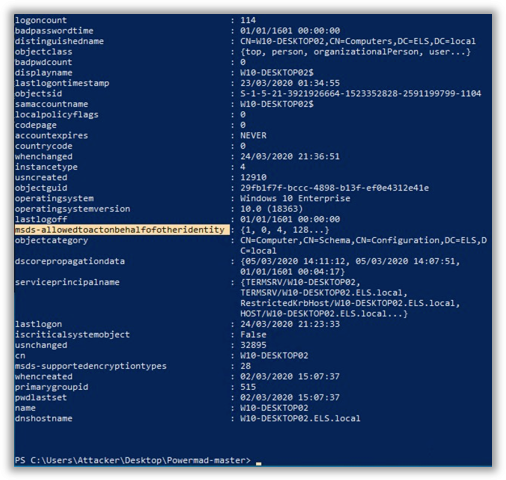 logoncount : 114
badpasswordtime : 01/01/1601 00:00:00
distinguishedname : CN=W10-DESKTOP02,CN=Computers,DC=ELS,DC=local
objectclass : {top, person, organizationalPerson, user...}
badpwdcount : 0
displayname : W10-DESKTOP02$
lastlogontimestamp : 23/03/2020 01:34:55
objectsid : S-1-5-21-3921926664-1523352828-2591199799-1104
samaccountname : W10-DESKTOP02$
localpolicyflags : 0
codepage : 0
accountexpires : NEVER
countrycode : 0
whenchanged : 24/03/2020 21:36:51
instancetype : 4
usncreated : 12910
objectguid : 29fb1f7f-bccc-4898-b13f-ef0e4312e41e
operatingsystem : Windows 10 Enterprise
operatingsystemversion : 10.0 (18363)
lastlogoff : 01/01/1601 00:00:00
msds-allowedtoactonbehalfofotheridentity : {1, 0, 4, 128...}
objectcategory : CN=Computer,CN=Schema,CN=Configuration,DC=ELS,D
C=local
dscorepropagationdata : {05/03/2020 14:11:12, 05/03/2020 14:07:51,
01/01/1601 00:04:17}
serviceprincipalname : {TERMSRV/W10-DESKTOP02,
TERMSRV/W10-DESKTOP02.ELS.local,
RestrictedKrbHost/W10-DESKTOP02.ELS.local,
HOST/W10-DESKTOP02.ELS.local...}
lastlogon : 24/03/2020 21:23:33
iscriticalsystemobject : False
usnchanged : 32895
cn : W10-DESKTOP02
msds-supportedencryptiontypes : 28
whencreated : 02/03/2020 15:07:37
primarygroupid : 515
pwdlastset : 02/03/2020 15:07:37
name : W10-DESKTOP02
dnshostname : W10-DESKTOP02.ELS.local
PS C:\Users\Attacker\Desktop\Powermad-master>